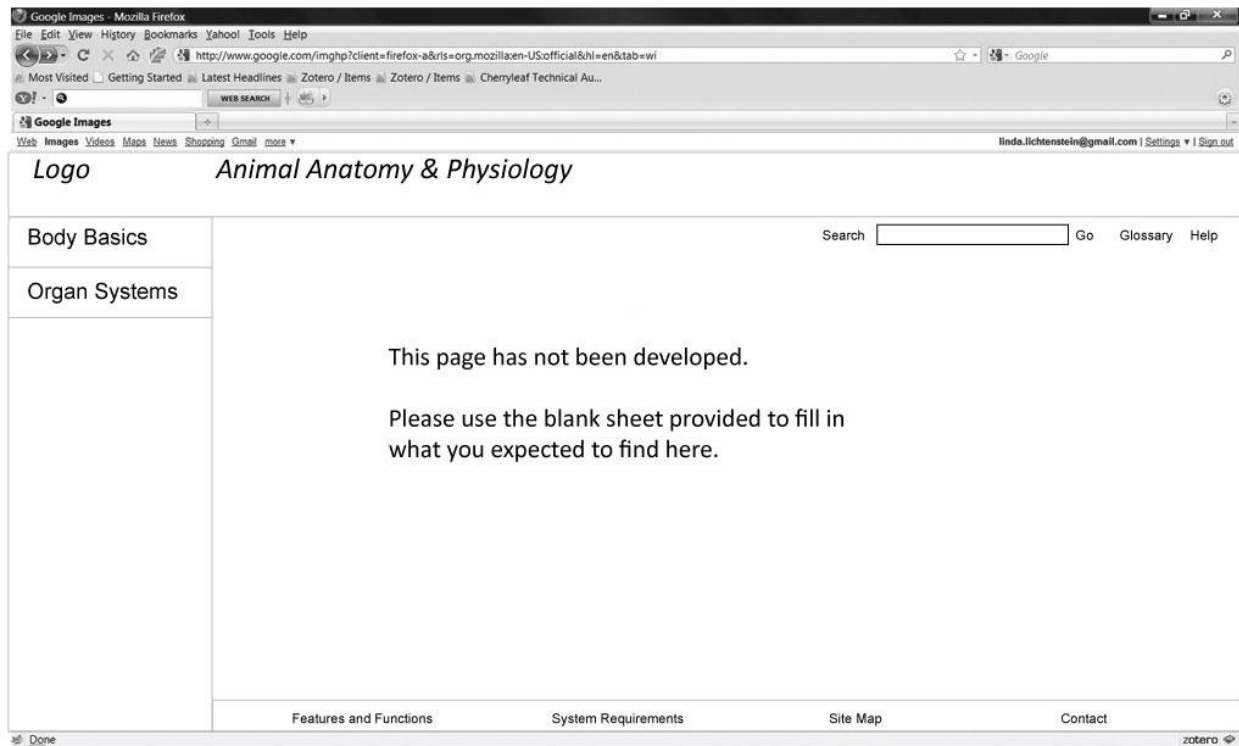 Google Images - Mozilla Firefox
File Edit View History Bookmarks Yahoo! Tools Help
http://www.google.com/imghp?client=firefox-a&rls=org.mozilla:en-US:official&hl=en&tab=wi Google
Most Visited Getting Started Latest Headlines Zotero / Items Zotero / Items Cherryleaf Technical Au...
Y! WEB SEARCH
Google Images
Web Images Videos Maps News Shopping Gmail more linda.lichtenstein@gmail.com | Settings | Sign out
Logo Animal Anatomy & Physiology
Body Basics
Search Go Glossary Help
Organ Systems
This page has not been developed.
Please use the blank sheet provided to fill in
what you expected to find here.
Features and Functions System Requirements Site Map Contact
Done zotero